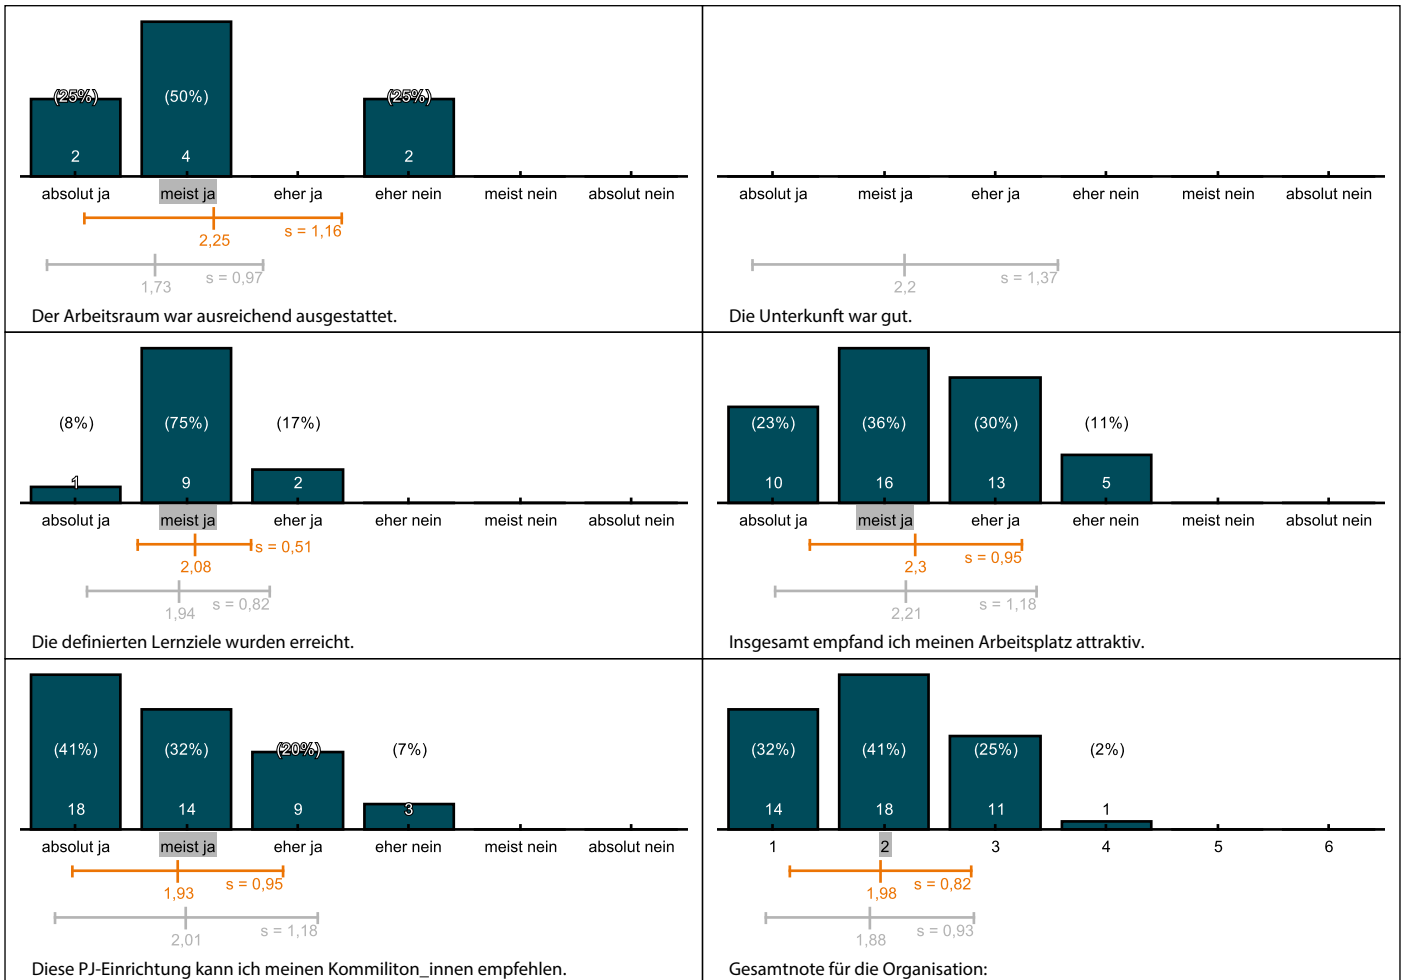 (25%) (50%) (25%)
2 4 2
absolut ja meist ja eher ja eher nein meist nein absolut nein
s = 1,16
2,25
s = 0,97
1,73
Der Arbeitsraum war ausreichend ausgestattet.
absolut ja meist ja eher ja eher nein meist nein absolut nein
s = 1,37
2,2
Die Unterkunft war gut.
(8%) (75%) (17%)
1 9 2
absolut ja meist ja eher ja eher nein meist nein absolut nein
s = 0,51
2,08
s = 0,82
1,94
Die definierten Lernziele wurden erreicht.
(23%) (36%) (30%) (11%)
10 16 13 5
absolut ja meist ja eher ja eher nein meist nein absolut nein
s = 0,95
2,3
s = 1,18
2,21
Insgesamt empfand ich meinen Arbeitsplatz attraktiv.
(41%) (32%) (20%) (7%)
18 14 9 3
absolut ja meist ja eher ja eher nein meist nein absolut nein
s = 0,95
1,93
s = 1,18
2,01
Diese PJ-Einrichtung kann ich meinen Kommiliton_innen empfehlen.
(32%) (41%) (25%) (2%)
14 18 11 1
1 2 3 4 5 6
s = 0,82
1,98
s = 0,93
1,88
Gesamtnote für die Organisation: